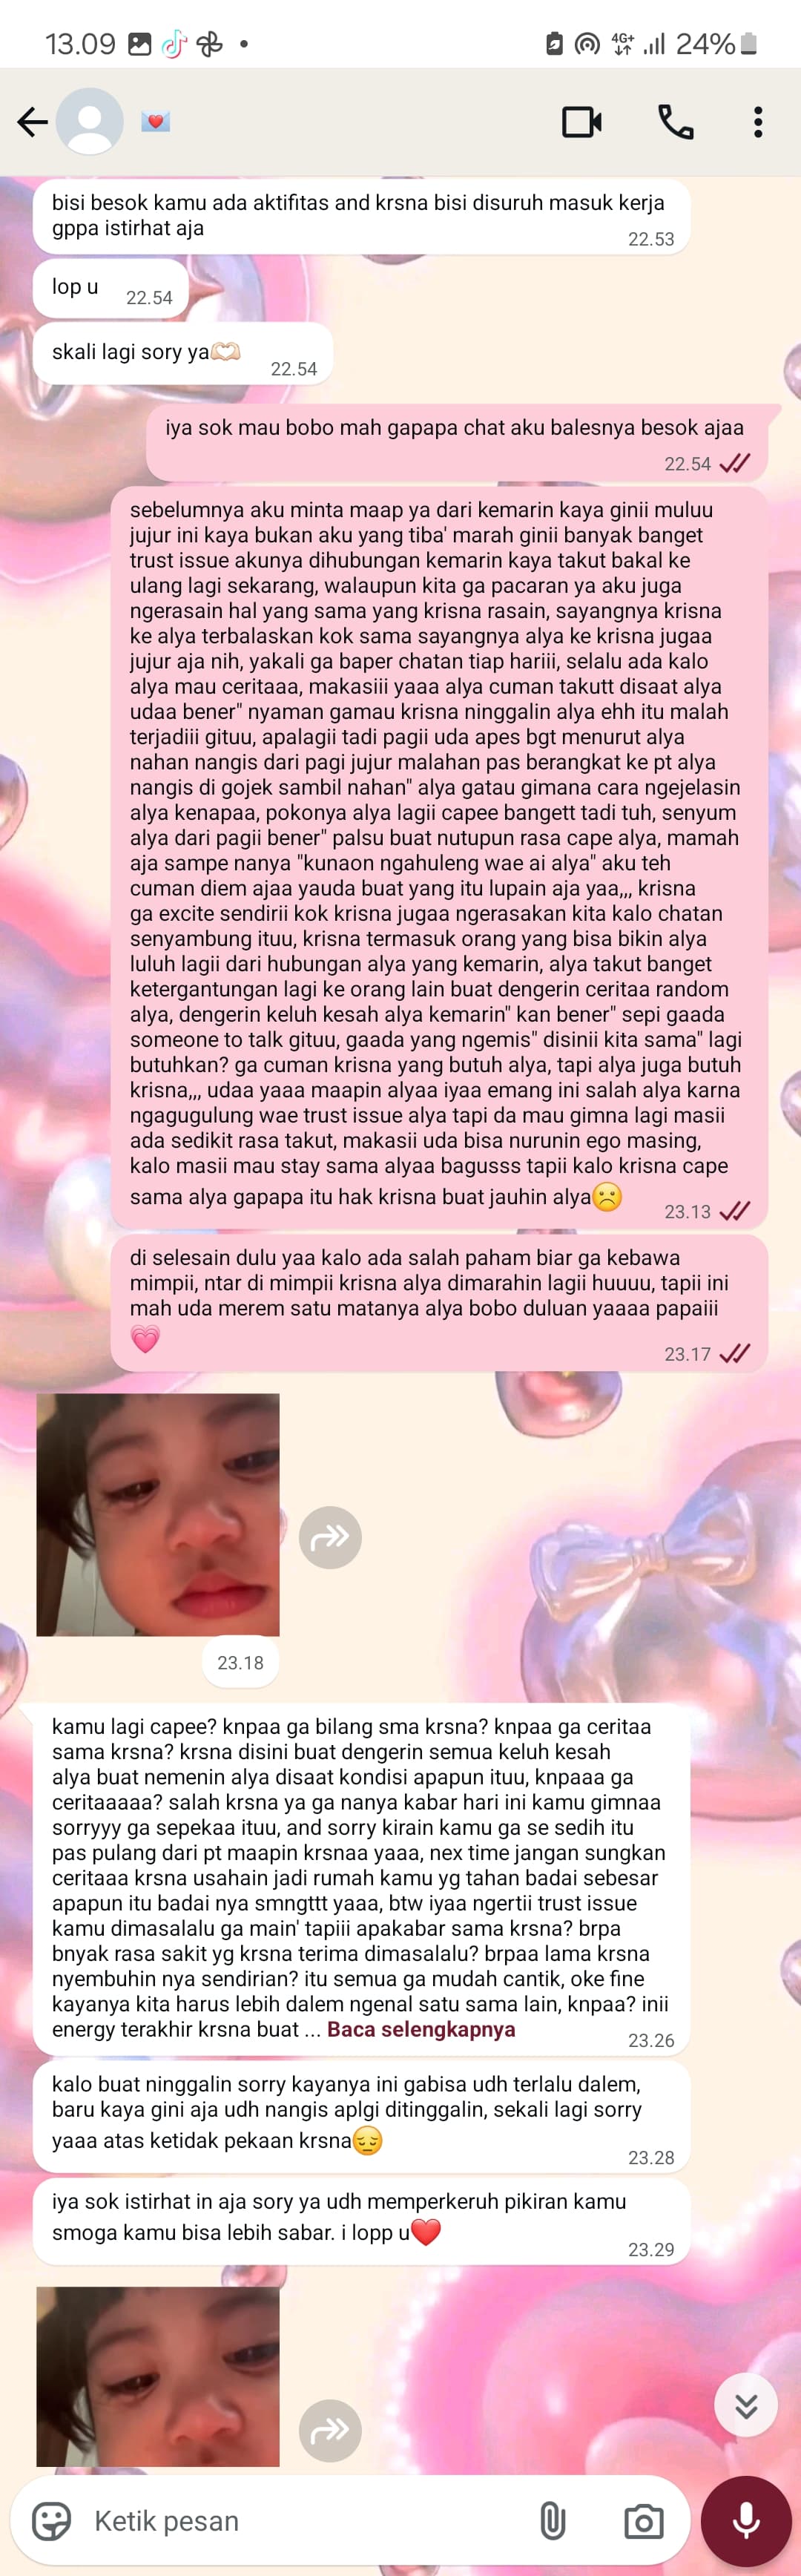 13.09
4G+
24%
bisi besok kamu ada aktifitas and krsna bisi disuruh masuk kerja
gppa istirhat aja
22.53
lop u
22.54
skali lagi sory ya
22.54
iya sok mau bobo mah gapapa chat aku balesnya besok ajaa
22.54
sebelumnya aku minta maap ya dari kemarin kaya ginii muluu
jujur ini kaya bukan aku yang tiba' marah ginii banyak banget
trust issue akunya dihubungan kemarin kaya takut bakal ke
ulang lagi sekarang, walaupun kita ga pacaran ya aku juga
ngerasain hal yang sama yang krisna rasain, sayangnya krisna
ke alya terbalaskan kok sama sayangnya alya ke krisna jugaa
jujur aja nih, yakali ga baper chatan tiap hariii, selalu ada kalo
alya mau ceritaaa, makasiii yaaa alya cuman takutt disaat alya
udaa bener" nyaman gamau krisna ninggalin alya ehh itu malah
terjadiii gituu, apalagii tadi pagii uda apes bgt menurut alya
nahan nangis dari pagi jujur malahan pas berangkat ke pt alya
nangis di gojek sambil nahan" alya gatau gimana cara ngejelasin
alya kenapaa, pokonya alya lagii capee bangett tadi tuh, senyum
alya dari pagii bener" palsu buat nutupun rasa cape alya, mamah
aja sampe nanya "kunaon ngahuleng wae ai alya" aku teh
cuman diem ajaa yauda buat yang itu lupain aja yaa,,, krisna
ga excite sendirii kok krisna jugaa ngerasakan kita kalo chatan
senyambung ituu, krisna termasuk orang yang bisa bikin alya
luluh lagii dari hubungan alya yang kemarin, alya takut banget
ketergantungan lagi ke orang lain buat dengerin ceritaa random
alya, dengerin keluh kesah alya kemarin" kan bener" sepi gaada
someone to talk gituu, gaada yang ngemis" disinii kita sama" lagi
butuhkan? ga cuman krisna yang butuh alya, tapi alya juga butuh
krisna,,, udaa yaaa maapin alyaa iyaa emang ini salah alya karna
ngagugulung wae trust issue alya tapi da mau gimna lagi masii
ada sedikit rasa takut, makasii uda bisa nurunin ego masing,
kalo masii mau stay sama alyaa bagusss tapii kalo krisna cape
sama alya gapapa itu hak krisna buat jauhin alya
23.13
di selesain dulu yaa kalo ada salah paham biar ga kebawa
mimpii, ntar di mimpii krisna alya dimarahin lagii huuuu, tapii ini
mah uda merem satu matanya alya bobo duluan yaaaa papaiii
23.17
23.18
kamu lagi capee? knpaa ga bilang sma krsna? knpaa ga ceritaa
sama krsna? krsna disini buat dengerin semua keluh kesah
alya buat nemenin alya disaat kondisi apapun ituu, knpaaa ga
ceritaaaaa? salah krsna ya ga nanya kabar hari ini kamu gimnaa
sorryyy ga sepekaa ituu, and sorry kirain kamu ga se sedih itu
pas pulang dari pt maapin krsnaa yaaa, nex time jangan sungkan
ceritaaa krsna usahain jadi rumah kamu yg tahan badai sebesar
apapun itu badai nya smngttt yaaa, btw iyaa ngertii trust issue
kamu dimasalalu ga main' tapiii apakabar sama krsna? brpa
bnyak rasa sakit yg krsna terima dimasalalu? brpaa lama krsna
nyembuhin nya sendirian? itu semua ga mudah cantik, oke fine
kayanya kita harus lebih dalem ngenal satu sama lain, knpaa? inii
energy terakhir krsna buat ... Baca selengkapnya
23.26
kalo buat ninggalin sorry kayanya ini gabisa udh terlalu dalem,
baru kaya gini aja udh nangis aplgi ditinggalin, sekali lagi sorry
yaaa atas ketidak pekaan krsna
23.28
iya sok istirhat in aja sory ya udh memperkeruh pikiran kamu
smoga kamu bisa lebih sabar. i lopp u
23.29
Ketik pesan